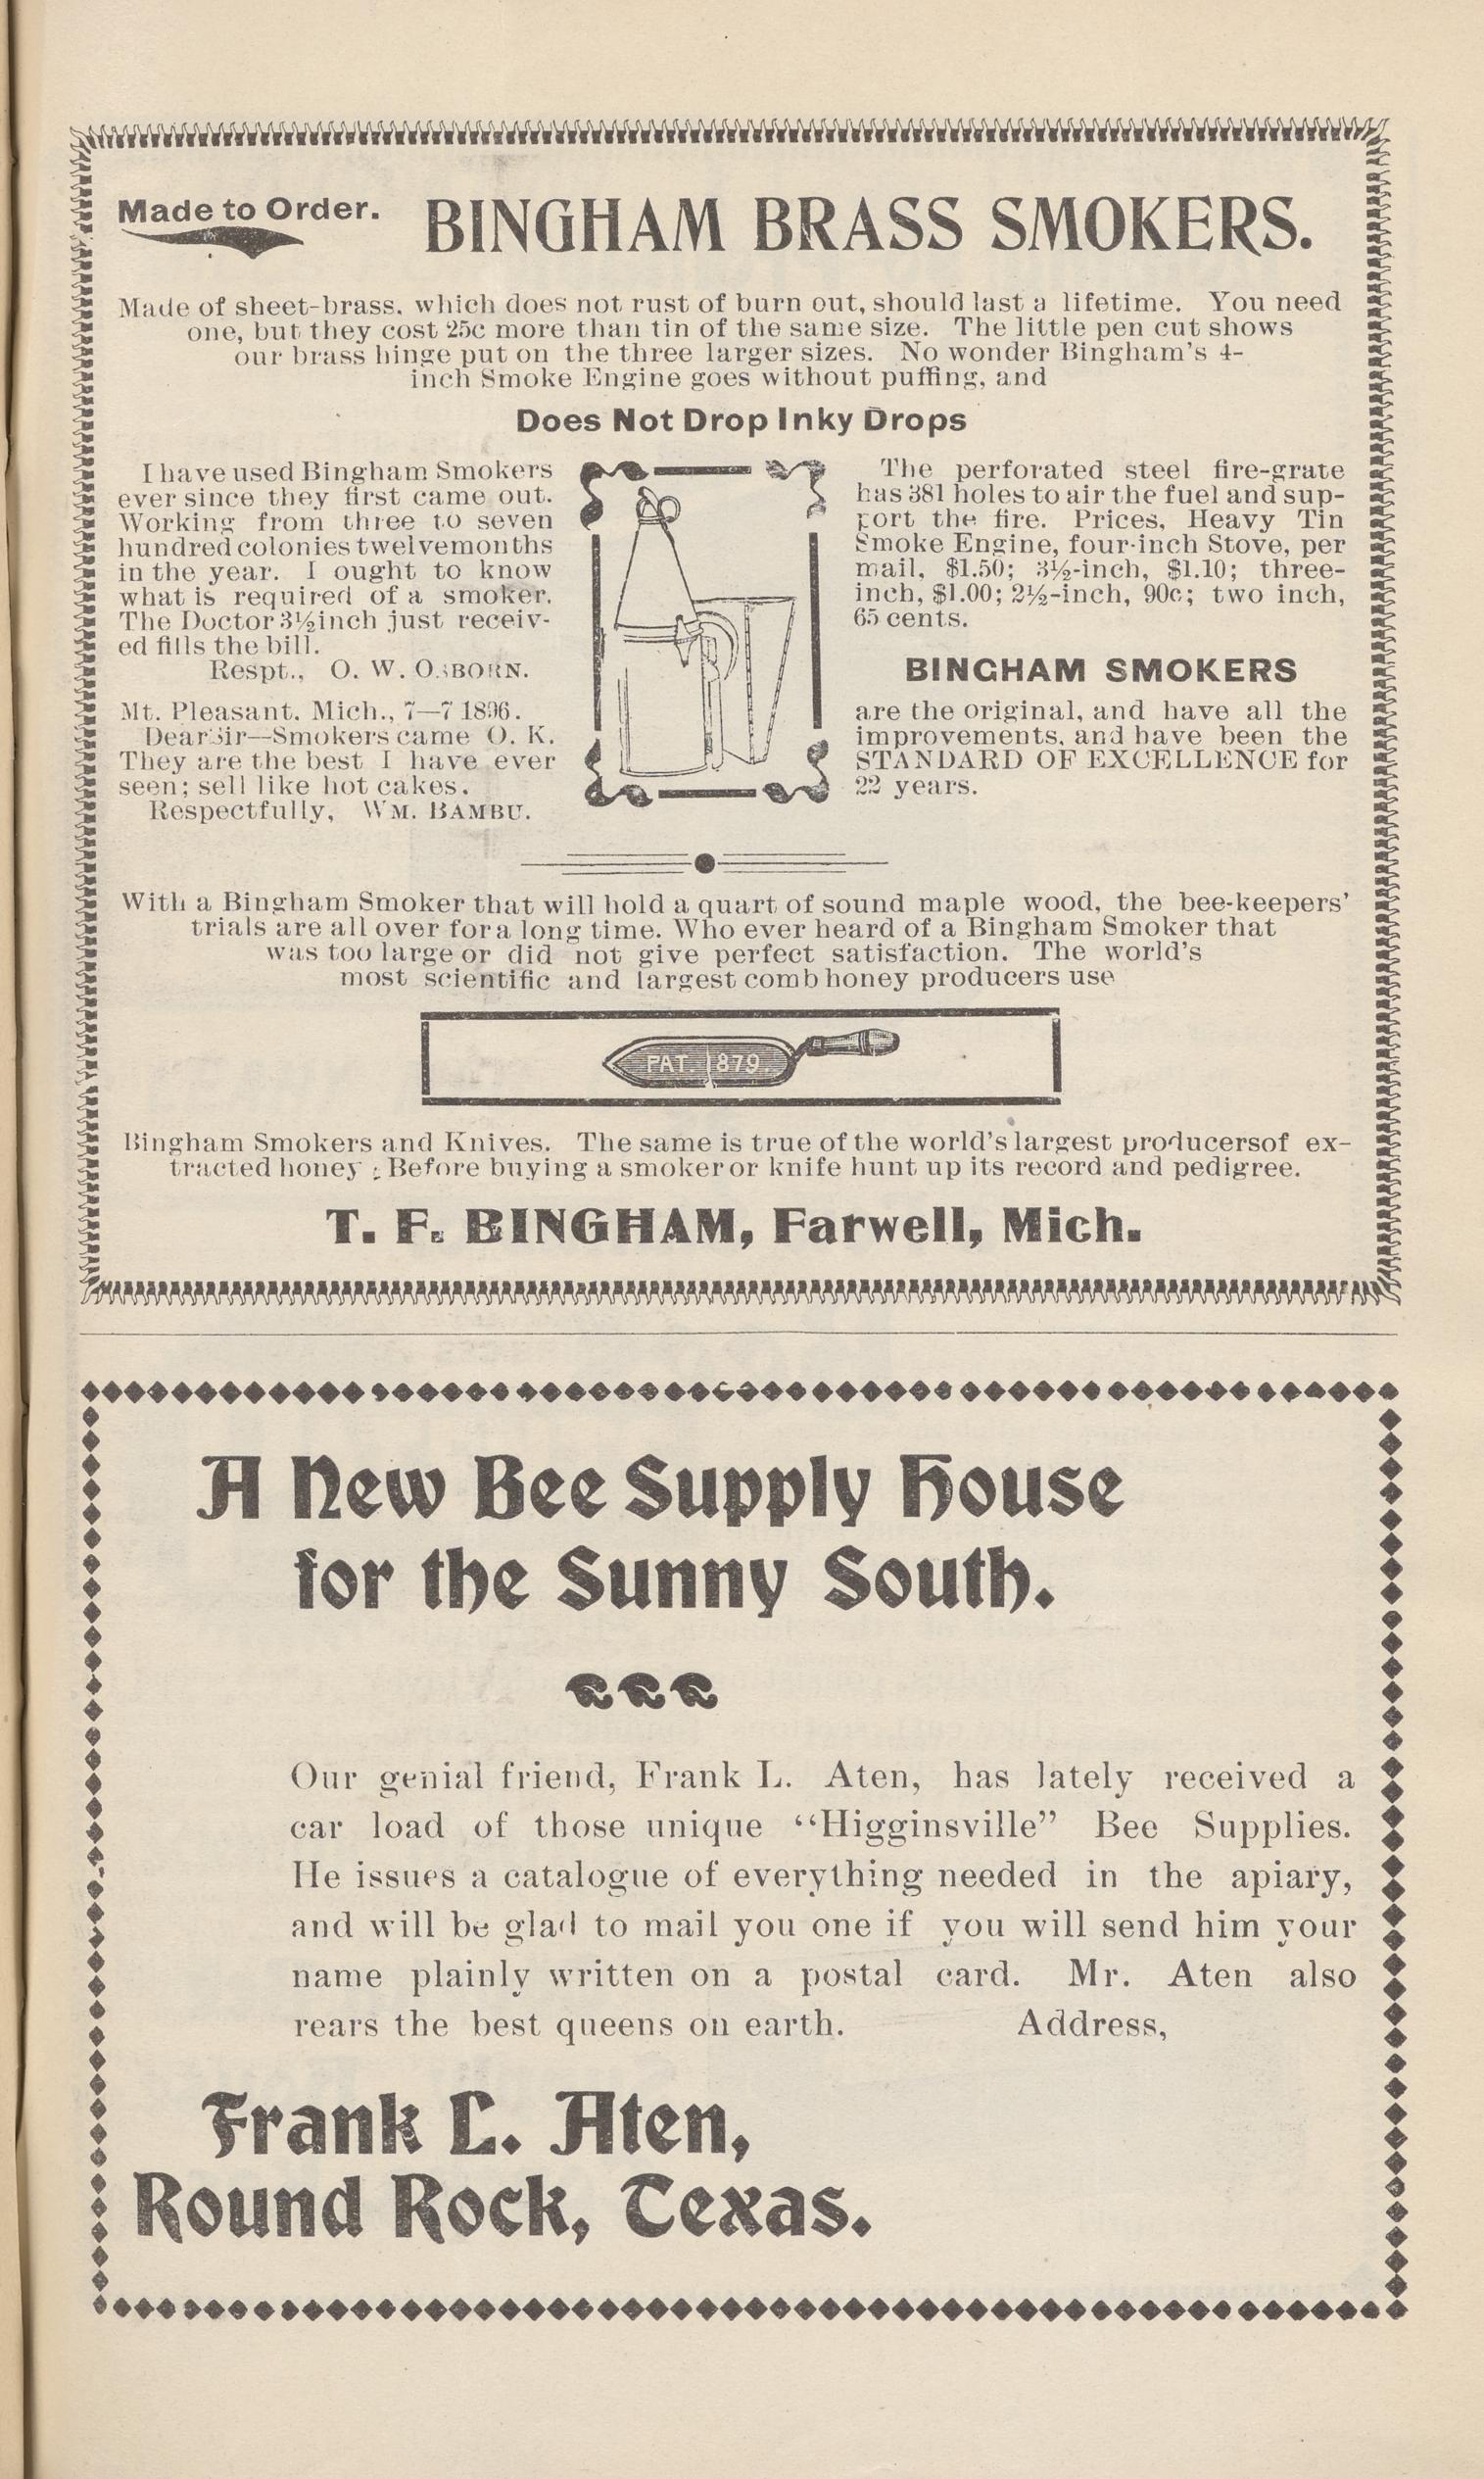 Made to Order.
BINGHAM BRASS SMOKERS.
Made of sheet-brass, which does not rust of burn out, should last a lifetime. You need
one, but they cost 25c more than tin of the same size. The little pen cut shows
our brass hinge put on the three larger sizes. No wonder Bingham's 4-
inch Smoke Engine goes without puffing, and
Does Not Drop Inky Drops
I have used Bingham Smokers
ever since they first came out.
Working from three to seven
hundred colonies twelve months
in the year. I ought to know
what is required of a smoker.
The Doctor 3½ inch just receiv-
ed fills the bill.
Respt., O. W. OSBORN.
Mt. Pleasant. Mich., 7—7 1896.
Dear Sir—Smokers came O. K.
They are the best I have ever
seen; sell like hot cakes.
Respectfully, WM. BAMBU.
The perforated steel fire-grate
has 381 holes to air the fuel and sup-
port the fire. Prices, Heavy Tin
Smoke Engine, four-inch Stove, per
mail, $1.50; 3½-inch, $1.10; three-
inch, $1.00; 2½-inch, 90c; two inch,
65 cents.
BINGHAM SMOKERS
are the original, and have all the
improvements, and have been the
STANDARD OF EXCELLENCE for
22 years.
With a Bingham Smoker that will hold a quart of sound maple wood, the bee-keepers'
trials are all over for a long time. Who ever heard of a Bingham Smoker that
was too large or did not give perfect satisfaction. The world's
most scientific and largest comb honey producers use
PAT. 1879.
Bingham Smokers and Knives. The same is true of the world's largest producersof ex-
tracted honey : Before buying a smoker or knife hunt up its record and pedigree.
T. F. BINGHAM, Farwell, Mich.
A New Bee Supply House
for the Sunny South.
Our genial friend, Frank L. Aten, has lately received a
car load of those unique “Higginsville” Bee Supplies.
He issues a catalogue of everything needed in the apiary,
and will be glad to mail you one if you will send him your
name plainly written on a postal card. Mr. Aten also
rears the best queens on earth. Address,
Frank L. Aten,
Round Rock, Texas.